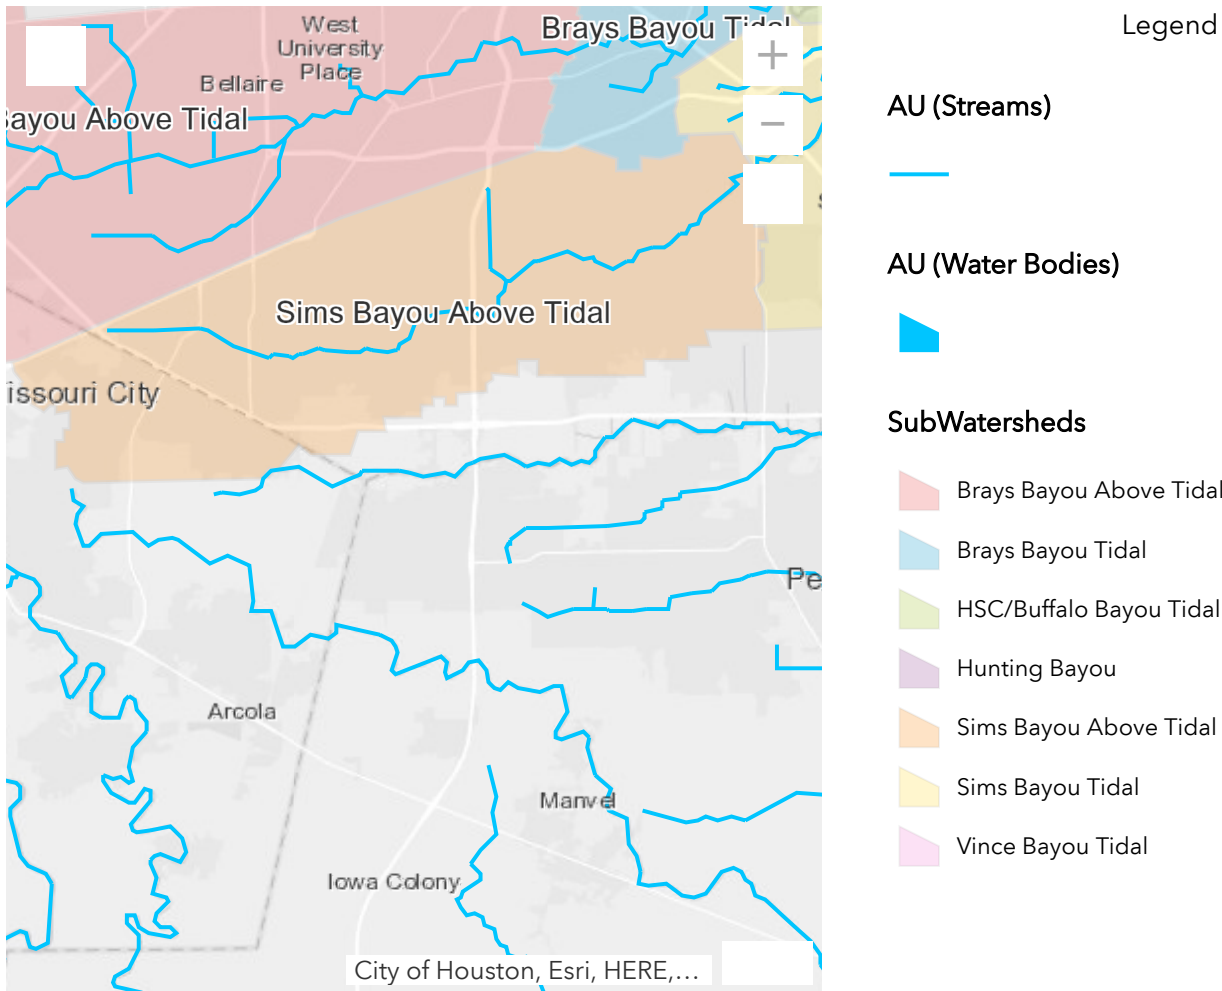 West
University
Place
Brays Bayou Tidal
Bellaire
Bayou Above Tidal
Sims Bayou Above Tidal
issouri City
Pe
Arcola
Manvel
Iowa Colony
City of Houston, Esri, HERE,…
+
−
Legend
AU (Streams)
AU (Water Bodies)
SubWatersheds
Brays Bayou Above Tidal
Brays Bayou Tidal
HSC/Buffalo Bayou Tidal
Hunting Bayou
Sims Bayou Above Tidal
Sims Bayou Tidal
Vince Bayou Tidal